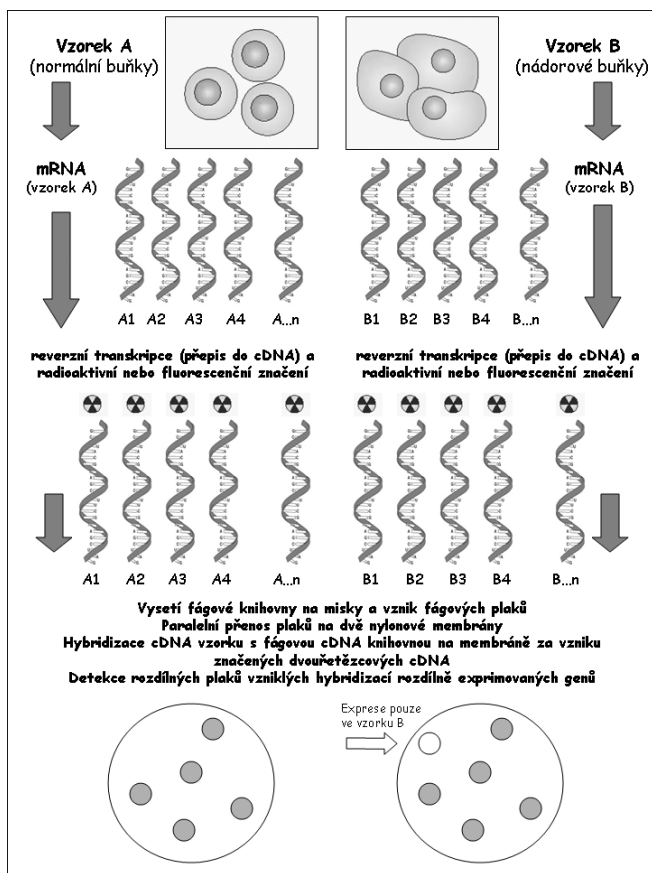 Vzorek A
(normální buňky)
Vzorek B
(nádorové buňky)
mRNA
(vzorek A)
mRNA
(vzorek B)
A1 A2 A3 A4 A...n
B1 B2 B3 B4 B...n
reverzní transkripce (přepis do cDNA) a
radioaktivní nebo fluorescenční značení
reverzní transkripce (přepis do cDNA) a
radioaktivní nebo fluorescenční značení
A1 A2 A3 A4 A...n
B1 B2 B3 B4 B...n
Vysetí fágové knihovny na misky a vznik fágových plaků
Paralelní přenos plaků na dvě nylonové membrány
Hybridizace cDNA vzorku s fágovou cDNA knihovnou na membráně za vzniku
značených dvouřetězcových cDNA
Detekce rozdílných plaků vzniklých hybridizací rozdílně exprimovaných genů
Exprese pouze
ve vzorku B